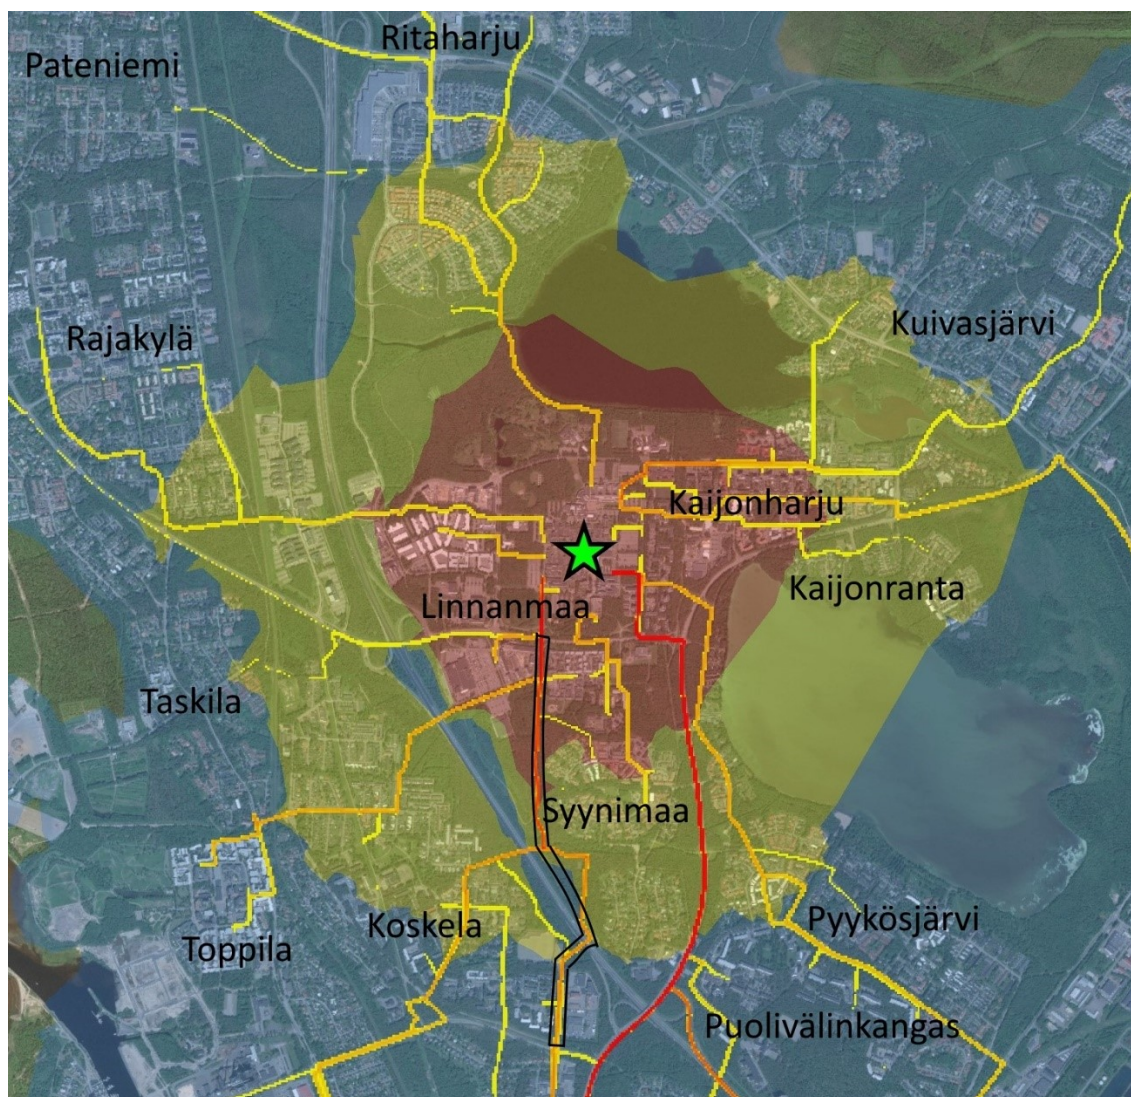 Ritaharju
Pateniemi
Kuivasjärvi
Rajakylä
Kaijonharju
Kaijonranta
Linnanmaa
Taskila
Syynimaa
Pyykösjärvi
Koskela
Toppila
Puolivälinkangas